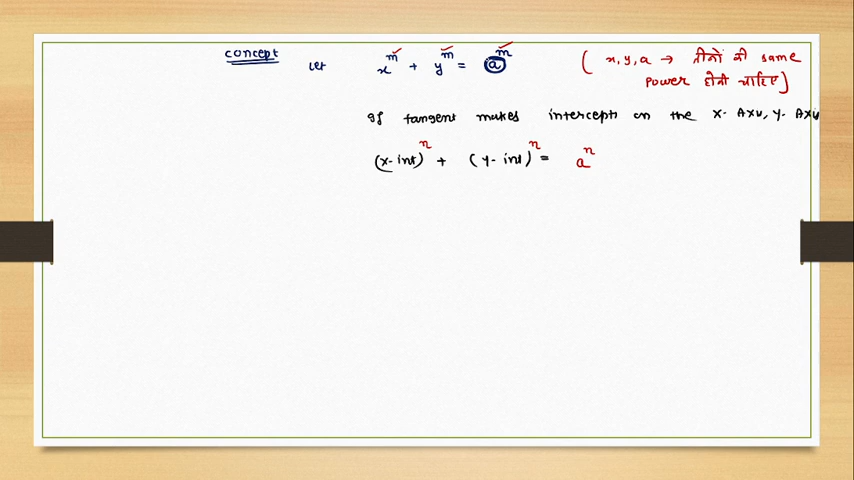 concept
Let x^m + y^m = a^m ( x, y, a → तीनों की same
power होनी चाहिए)
If tangent makes intercepts on the X-Axis, Y-Axis
(x-int)^n + (y-int)^n = a^n